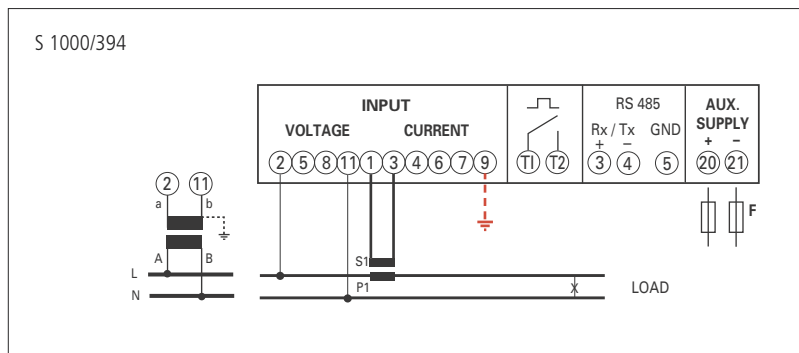 S 1000/394
INPUT
VOLTAGE CURRENT
RS 485
Rx / Tx GND
+ −
AUX.
SUPPLY
+ −
2 5 8 11 1 3 4 6 7 9
T1 T2
3 4 5
20 21
2 11
a b
F
A B
S1
L
P1
LOAD
N
X